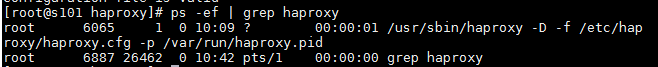 configuration file is valid
[root@s101 haproxy]# ps -ef | grep haproxy
root      6065     1  0 10:09 ?        00:00:01 /usr/sbin/haproxy -D -f /etc/hap
roxy/haproxy.cfg -p /var/run/haproxy.pid
root      6887 26462  0 10:42 pts/1    00:00:00 grep haproxy